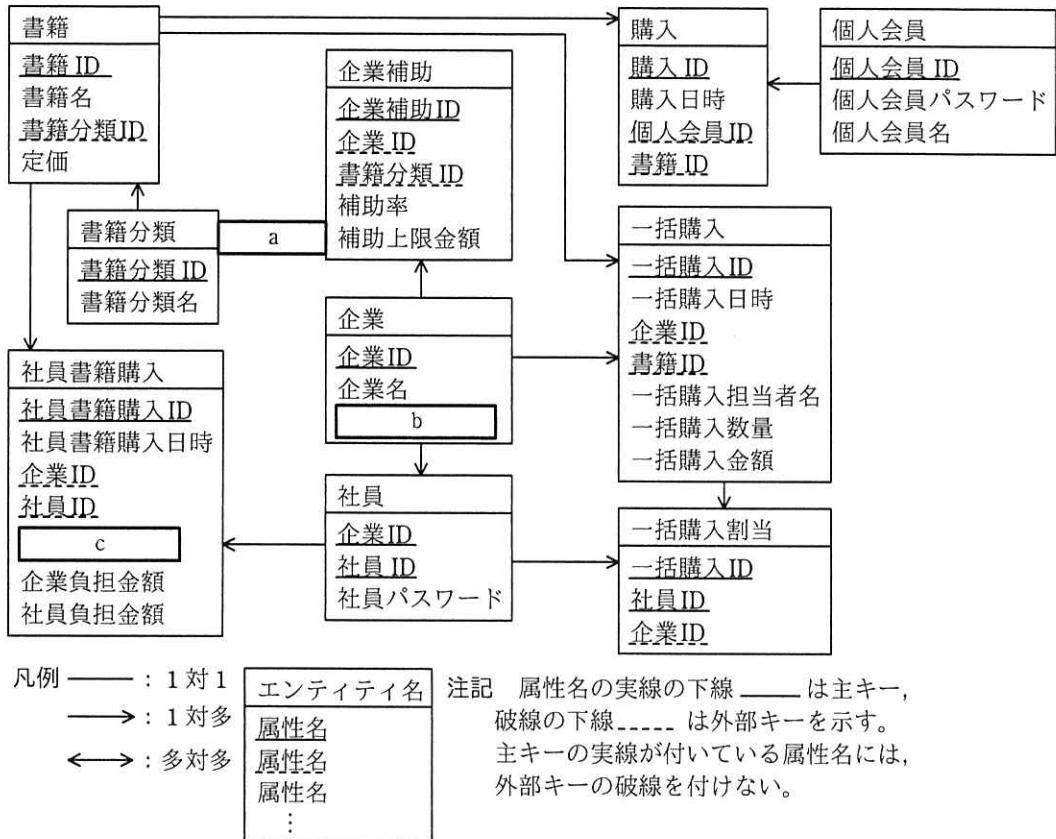 書籍
書籍ID
書籍名
書籍分類ID
定価
企業補助
企業補助ID
企業ID
書籍分類ID
補助率
補助上限金額
購入
購入ID
購入日時
個人会員ID
書籍ID
個人会員
個人会員ID
個人会員パスワード
個人会員名
書籍分類
書籍分類ID
書籍分類名
a
一括購入
一括購入ID
一括購入日時
企業ID
書籍ID
一括購入担当者名
一括購入数量
一括購入金額
企業
企業ID
企業名
b
社員書籍購入
社員書籍購入ID
社員書籍購入日時
企業ID
社員ID
c
企業負担金額
社員負担金額
社員
企業ID
社員ID
社員パスワード
一括購入割当
一括購入ID
社員ID
企業ID
凡例 ――― : 1対1
――→ : 1対多
←―→ : 多対多
エンティティ名
属性名
属性名
属性名
⋮
注記 属性名の実線の下線____は主キー,
破線の下線-----は外部キーを示す。
主キーの実線が付いている属性名には,
外部キーの破線を付けない。